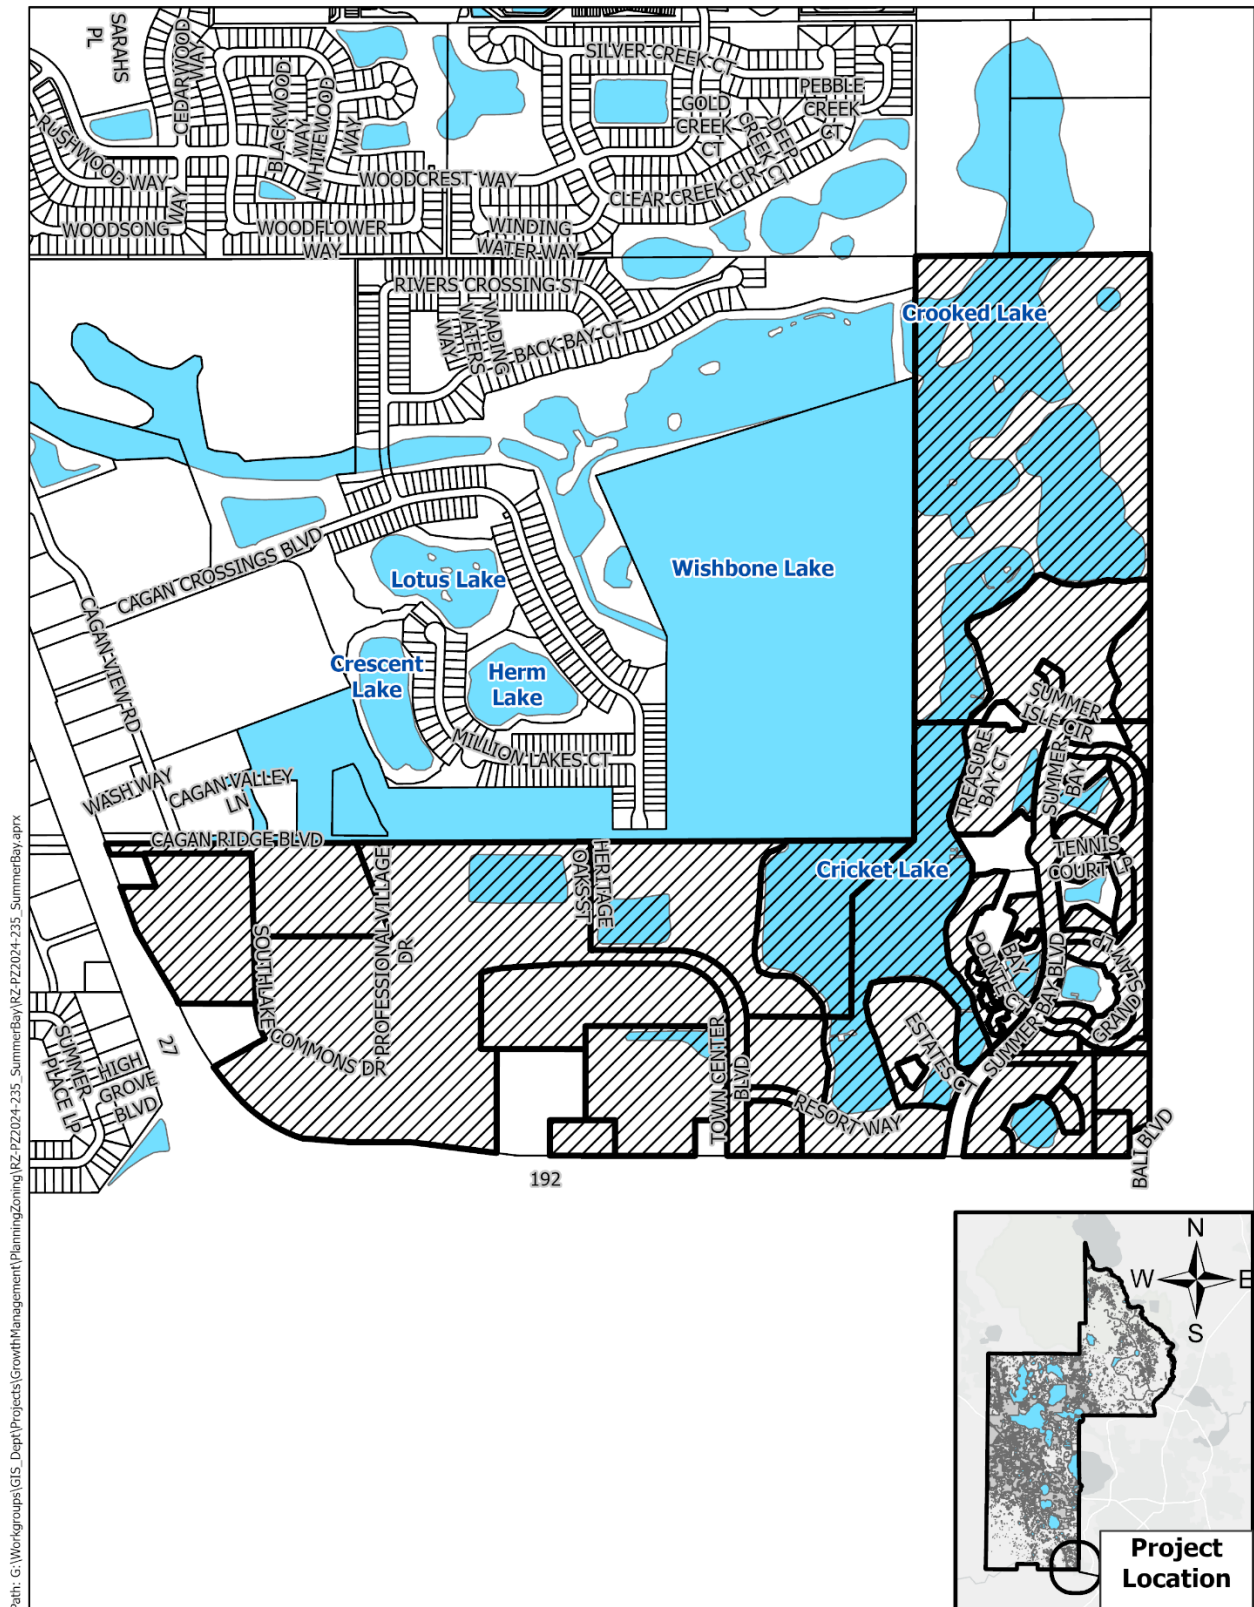 SARAHS
PL
CEDARWOOD
WAY
SILVER CREEK CT
BLACKWOOD
WAY
WHITEWOOD
WAY
GOLD
CREEK
CT
PEBBLE
CREEK
CT
DEEP
CREEK
CT
RUSHWOOD WAY
WOODCREST WAY
CLEAR CREEK CIR
WOODSONG
WAY
WOODFLOWER
WAY
WINDING
WATER WAY
RIVERS CROSSING ST
WADING
WATERS
WAY
BACK BAY CT
Crooked Lake
CAGAN CROSSINGS BLVD
Lotus Lake
Wishbone Lake
CAGAN VIEW RD
Crescent
Lake
Herm
Lake
SUMMER
ISLE CIR
MILLION LAKES CT
TREASURE
BAY CT
SUMMER
BAY
WASH WAY
CAGAN VALLEY
LN
CAGAN RIDGE BLVD
TENNIS
COURT LP
HERITAGE
OAKS ST
Cricket Lake
SOUTHLAKE
COMMONS DR
PROFESSIONAL VILLAGE
DR
BAY
POINTE CT
GRAND SLAM LP
SUMMER BAY BLVD
ESTATES CT
TOWN CENTER
BLVD
RESORT WAY
27
SUMMER
PLACE LP
HIGH
GROVE
BLVD
BALI BLVD
192
N
W
E
S
Project
Location
Path: G:\Workgroups\GIS_Dept\Projects\GrowthManagement\PlanningZoning\RZ-PZ2024-235_SummerBay\RZ-PZ2024-235_SummerBay.aprx